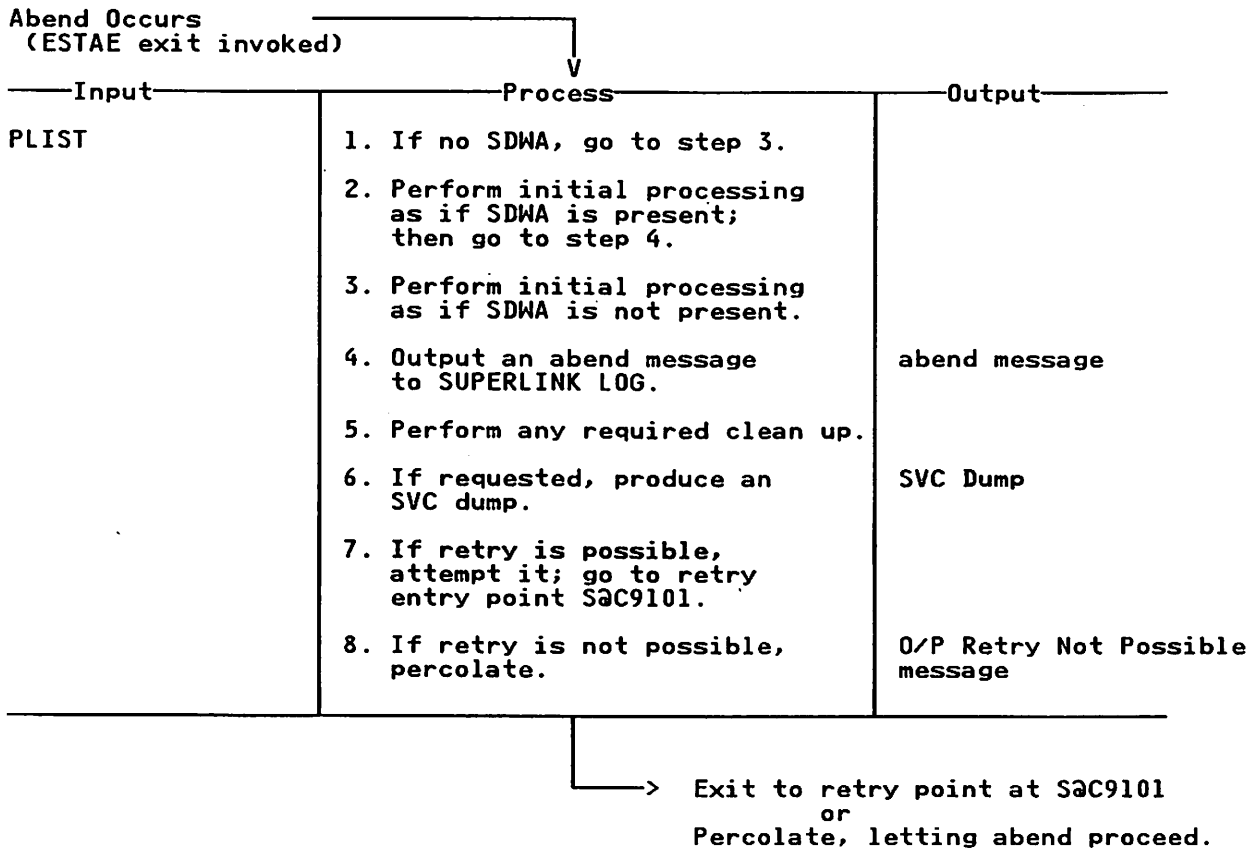 Abend Occurs
(ESTAE exit invoked)
Input Process Output
PLIST
1. If no SDWA, go to step 3.
2. Perform initial processing
as if SDWA is present;
then go to step 4.
3. Perform initial processing
as if SDWA is not present.
4. Output an abend message
to SUPERLINK LOG.
abend message
5. Perform any required clean up.
6. If requested, produce an
SVC dump.
SVC Dump
7. If retry is possible,
attempt it; go to retry
entry point S@C9101.
8. If retry is not possible,
percolate.
O/P Retry Not Possible
message
Exit to retry point at S@C9101
or
Percolate, letting abend proceed.